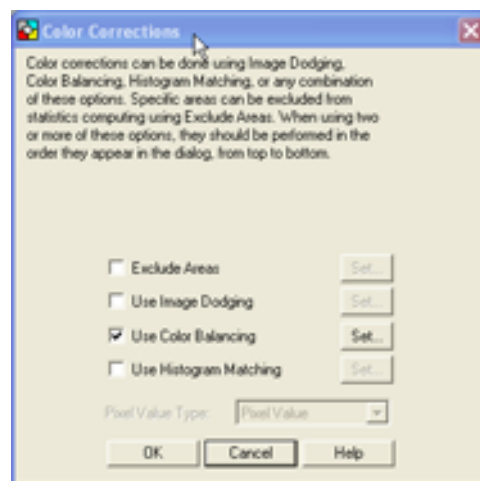 Color Corrections
Color corrections can be done using Image Dodging,
Color Balancing, Histogram Matching, or any combination
of these options. Specific areas can be excluded from
statistics computing using Exclude Areas. When using two
or more of these options, they should be performed in the
order they appear in the dialog, from top to bottom.
Exclude Areas Set...
Use Image Dodging Set...
Use Color Balancing Set...
Use Histogram Matching Set...
Pixel Value Type: Pixel Value
OK Cancel Help